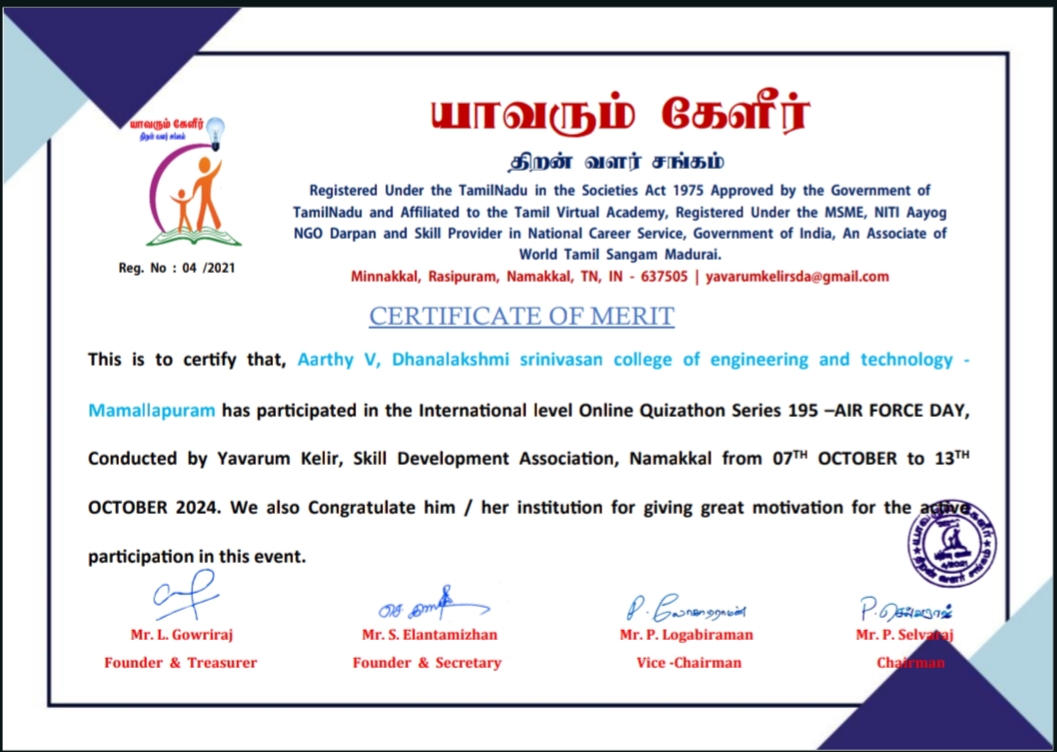 யாவரும் கேளீர்
திறன் வளர் சங்கம்
Reg. No : 04 /2021
யாவரும் கேளீர்
திறன் வளர் சங்கம்
Registered Under the TamilNadu in the Societies Act 1975 Approved by the Government of
TamilNadu and Affiliated to the Tamil Virtual Academy, Registered Under the MSME, NITI Aayog
NGO Darpan and Skill Provider in National Career Service, Government of India, An Associate of
World Tamil Sangam Madurai.
Minnakkal, Rasipuram, Namakkal, TN, IN - 637505 | yavarumkelirsda@gmail.com
CERTIFICATE OF MERIT
This is to certify that, Aarthy V, Dhanalakshmi srinivasan college of engineering and technology -
Mamallapuram has participated in the International level Online Quizathon Series 195 –AIR FORCE DAY,
Conducted by Yavarum Kelir, Skill Development Association, Namakkal from 07TH OCTOBER to 13TH
OCTOBER 2024. We also Congratulate him / her institution for giving great motivation for the active
participation in this event.
Mr. L. Gowriraj
Founder & Treasurer
Mr. S. Elantamizhan
Founder & Secretary
Mr. P. Logabiraman
Vice -Chairman
Mr. P. Selvaraj
Chairman